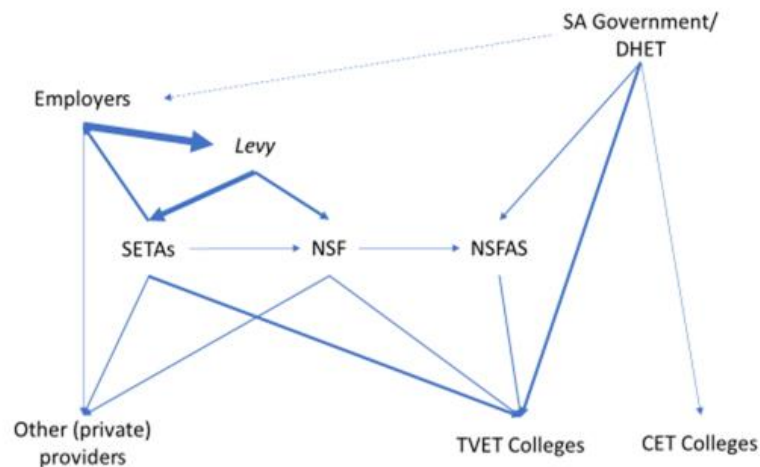 SA Government/
DHET
Employers
Levy
SETAs
NSF
NSFAS
Other (private)
providers
TVET Colleges
CET Colleges